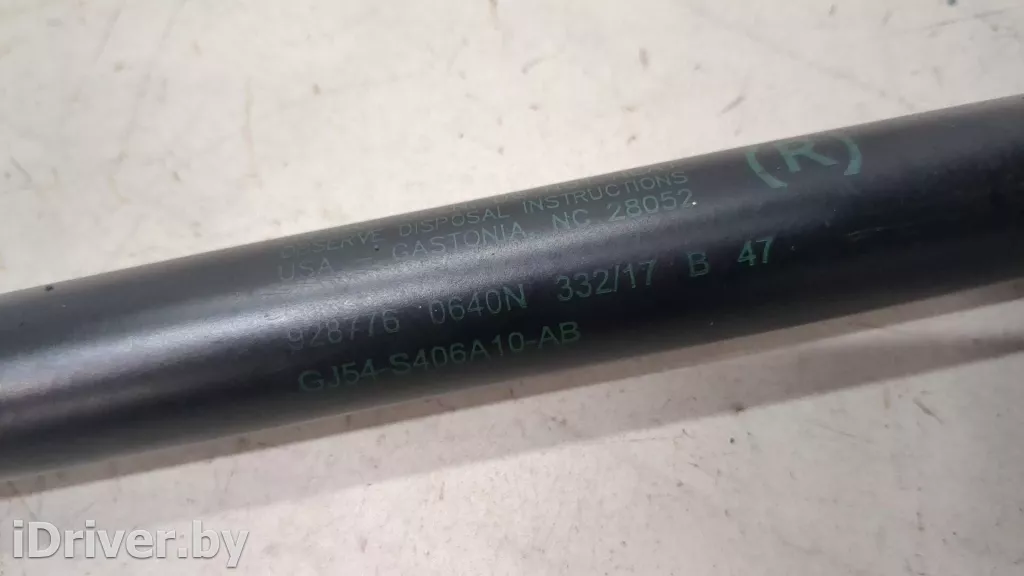 OBSERVE DISPOSAL INSTRUCTIONS
USA - GASTONIA, NC 28052
(R)
928776 0640N 332/17 B 47
GJ54-S406A10-AB
iDriver.by